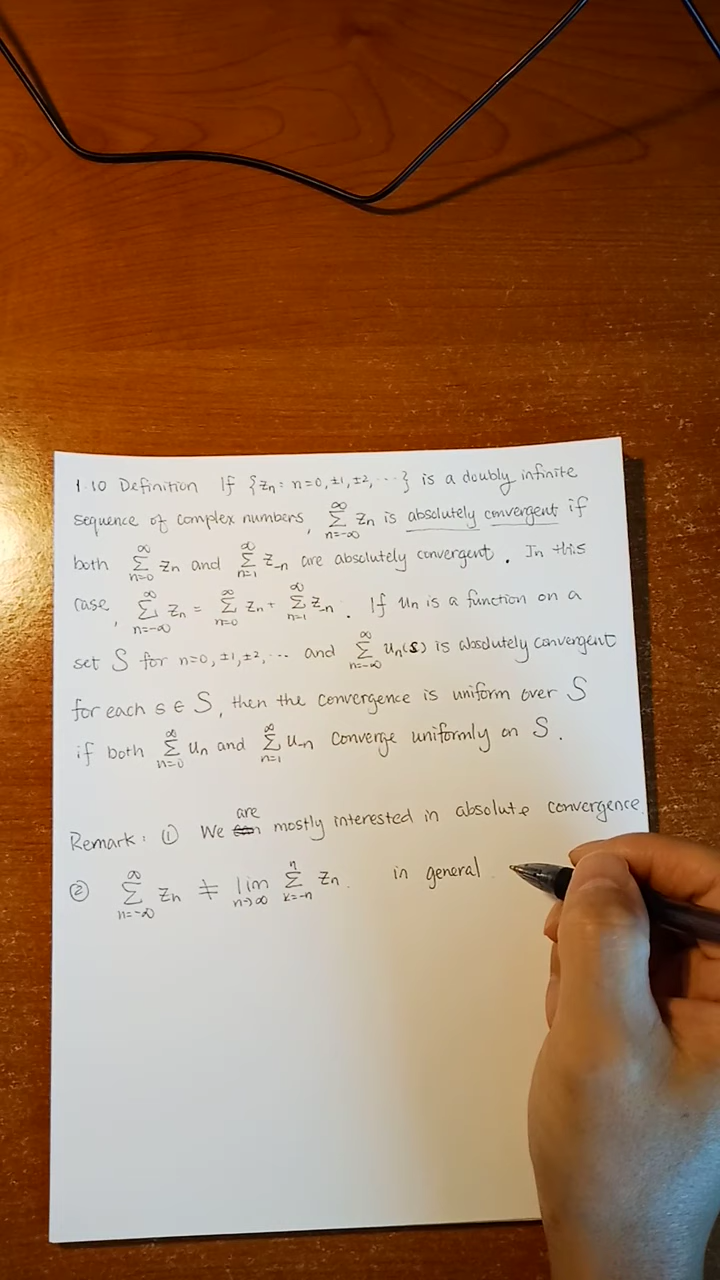 1.10 Definition If {zₙ : n=0, ±1, ±2, ⋯} is a doubly infinite
sequence of complex numbers, ∑_{n=-∞}^{∞} zₙ is absolutely convergent if
both ∑_{n=0}^{∞} zₙ and ∑_{n=1}^{∞} z₋ₙ are absolutely convergent. In this
case, ∑_{n=-∞}^{∞} zₙ = ∑_{n=0}^{∞} zₙ + ∑_{n=1}^{∞} z₋ₙ. If uₙ is a function on a
set S for n=0, ±1, ±2, ⋯ and ∑_{n=-∞}^{∞} uₙ(s) is absolutely convergent
for each s ∈ S, then the convergence is uniform over S
if both ∑_{n=0}^{∞} uₙ and ∑_{n=1}^{∞} u₋ₙ converge uniformly on S.
Remark: ① We are mostly interested in absolute convergence.
② ∑_{n=-∞}^{∞} zₙ ≠ lim_{n→∞} ∑_{k=-n}^{n} zₙ. in general.